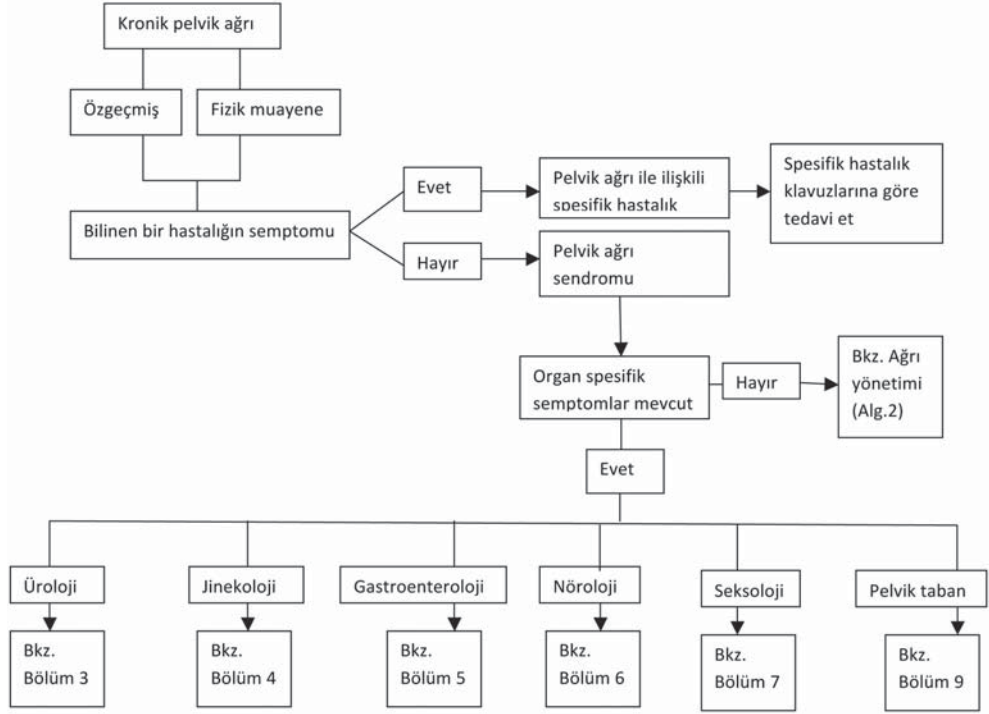 Kronik pelvik ağrı
Özgeçmiş
Fizik muayene
Bilinen bir hastalığın semptomu
Evet
Pelvik ağrı ile ilişkili
spesifik hastalık
Spesifik hastalık
klavuzlarına göre
tedavi et
Hayır
Pelvik ağrı
sendromu
Organ spesifik
semptomlar mevcut
Hayır
Bkz. Ağrı
yönetimi
(Alg.2)
Evet
Üroloji
Jinekoloji
Gastroenteroloji
Nöroloji
Seksoloji
Pelvik taban
Bkz.
Bölüm 3
Bkz.
Bölüm 4
Bkz.
Bölüm 5
Bkz.
Bölüm 6
Bkz.
Bölüm 7
Bkz.
Bölüm 9